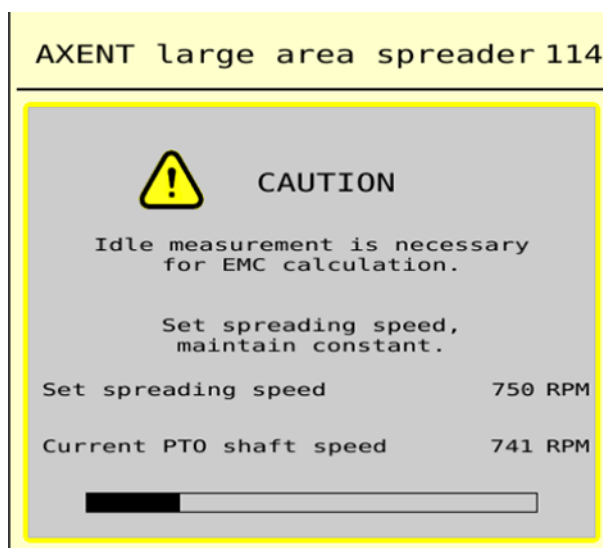 AXENT large area spreader 114
CAUTION
Idle measurement is necessary
for EMC calculation.
Set spreading speed,
maintain constant.
Set spreading speed 750 RPM
Current PTO shaft speed 741 RPM